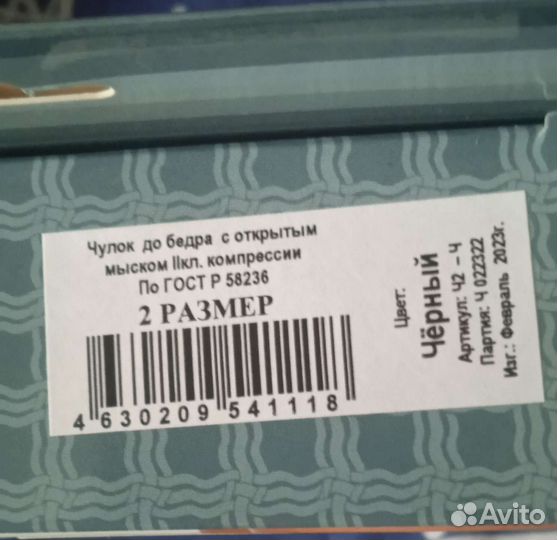 Чулок до бедра с открытым
мыском IIкл. компрессии
По ГОСТ Р 58236
2 РАЗМЕР
4 630209 541118
Цвет:
Чёрный
Артикул: Ч2 – Ч
Партия: Ч 022322
Изг.: Февраль 2023г.
Avito